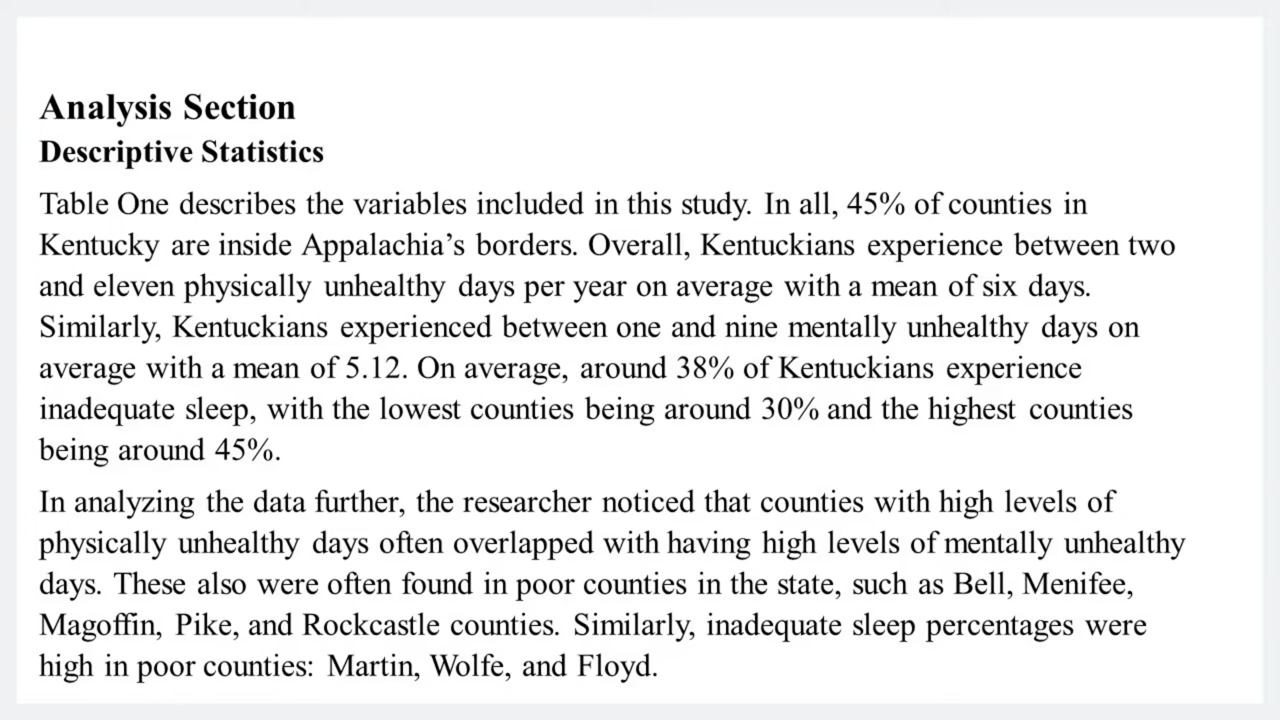 Analysis Section
Descriptive Statistics
Table One describes the variables included in this study. In all, 45% of counties in
Kentucky are inside Appalachia’s borders. Overall, Kentuckians experience between two
and eleven physically unhealthy days per year on average with a mean of six days.
Similarly, Kentuckians experienced between one and nine mentally unhealthy days on
average with a mean of 5.12. On average, around 38% of Kentuckians experience
inadequate sleep, with the lowest counties being around 30% and the highest counties
being around 45%.
In analyzing the data further, the researcher noticed that counties with high levels of
physically unhealthy days often overlapped with having high levels of mentally unhealthy
days. These also were often found in poor counties in the state, such as Bell, Menifee,
Magoffin, Pike, and Rockcastle counties. Similarly, inadequate sleep percentages were
high in poor counties: Martin, Wolfe, and Floyd.